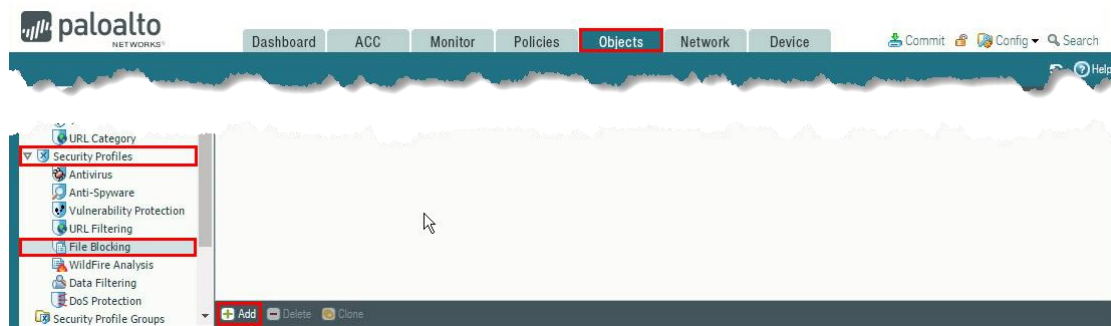 paloalto
NETWORKS
Dashboard ACC Monitor Policies Objects Network Device Commit Config Search
Help
URL Category
Security Profiles
Antivirus
Anti-Spyware
Vulnerability Protection
URL Filtering
File Blocking
WildFire Analysis
Data Filtering
DoS Protection
Security Profile Groups
Add Delete Clone